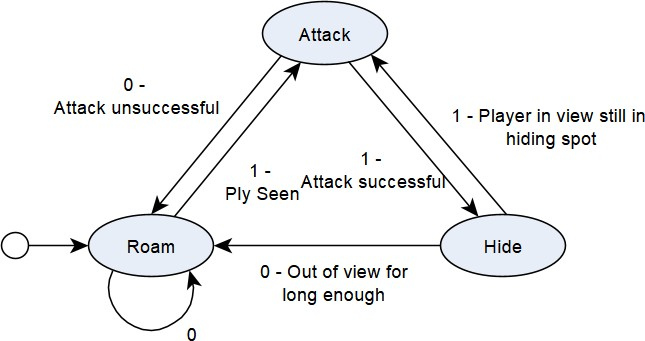 Attack
0 -
Attack unsuccessful
1 - Player in view still in
hiding spot
1 -
Ply Seen
1 -
Attack successful
Roam
Hide
0 - Out of view for
long enough
0